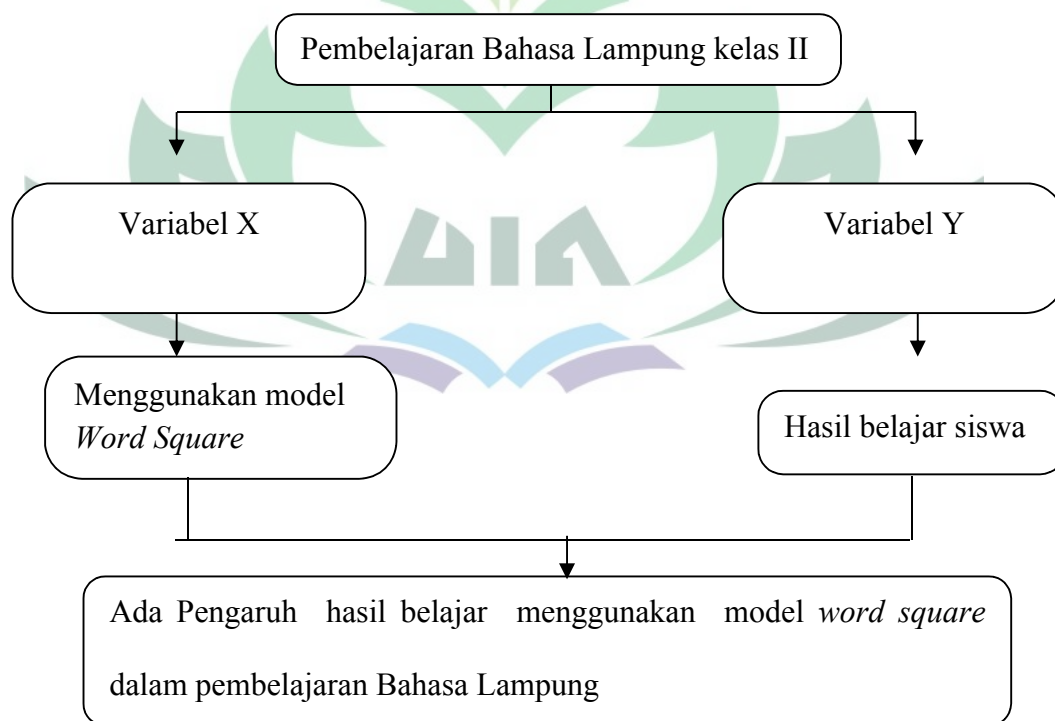 Pembelajaran Bahasa Lampung kelas II
Variabel X
Variabel Y
Menggunakan model
Word Square
Hasil belajar siswa
Ada Pengaruh hasil belajar menggunakan model word square
dalam pembelajaran Bahasa Lampung